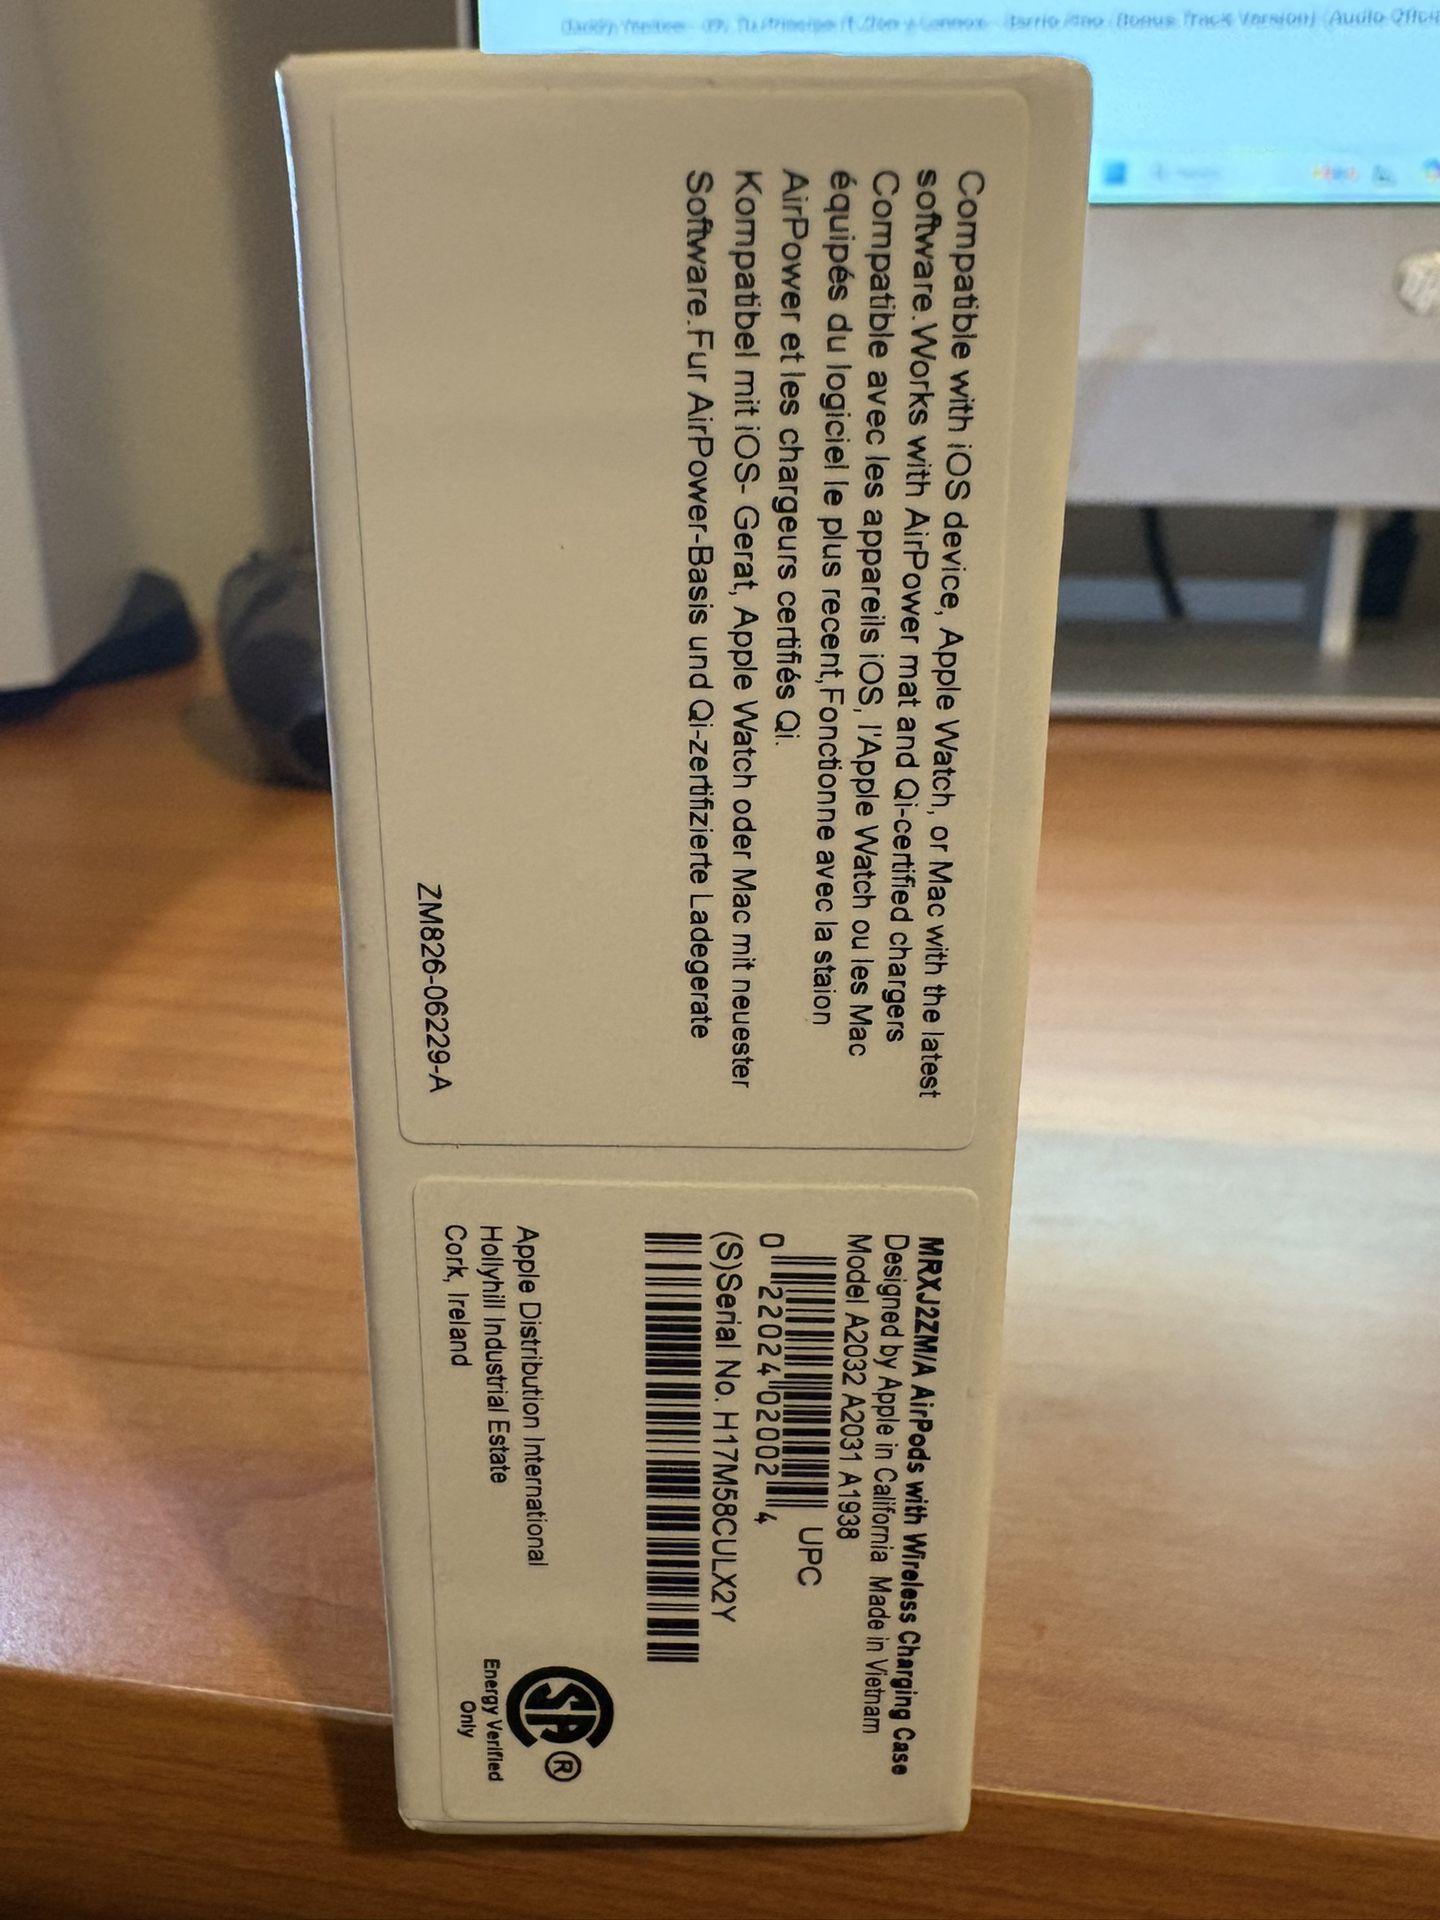 Compatible with iOS device, Apple Watch, or Mac with the latest
software.Works with AirPower mat and Qi-certified chargers
Compatible avec les appareils iOS, l'Apple Watch ou les Mac
équipés du logiciel le plus recent,Fonctionne avec la staion
AirPower et les chargeurs certifiés Qi.
Kompatibel mit iOS- Gerat, Apple Watch oder Mac mit neuester
Software.Fur AirPower-Basis und Qi-zertifizierte Ladegerate
ZM826-06229-A
MRXJ2ZM/A AirPods with Wireless Charging Case
Designed by Apple in California Made in Vietnam
Model A2032 A2031 A1938
UPC
0 22024 02002 4
(S)Serial No. H17M58CULX2Y
Apple Distribution International
Hollyhill Industrial Estate
Cork, Ireland
SA ®
Energy Verified
Only
hp